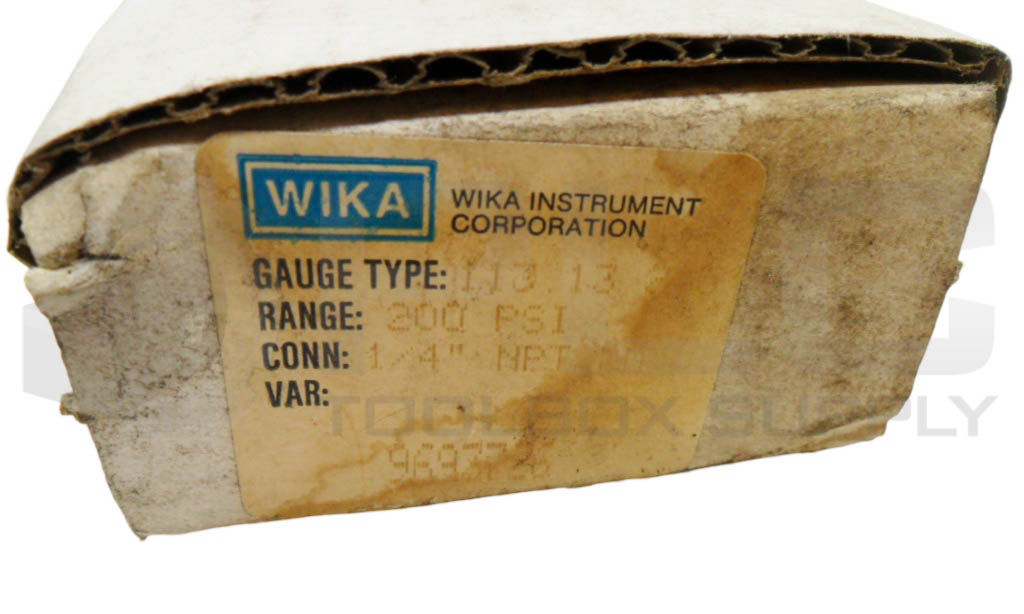 WIKA
WIKA INSTRUMENT
CORPORATION
GAUGE TYPE: 113.13
RANGE: 200 PSI
CONN: 1/4" NPT
VAR:
TOOLBOX SUPPLY